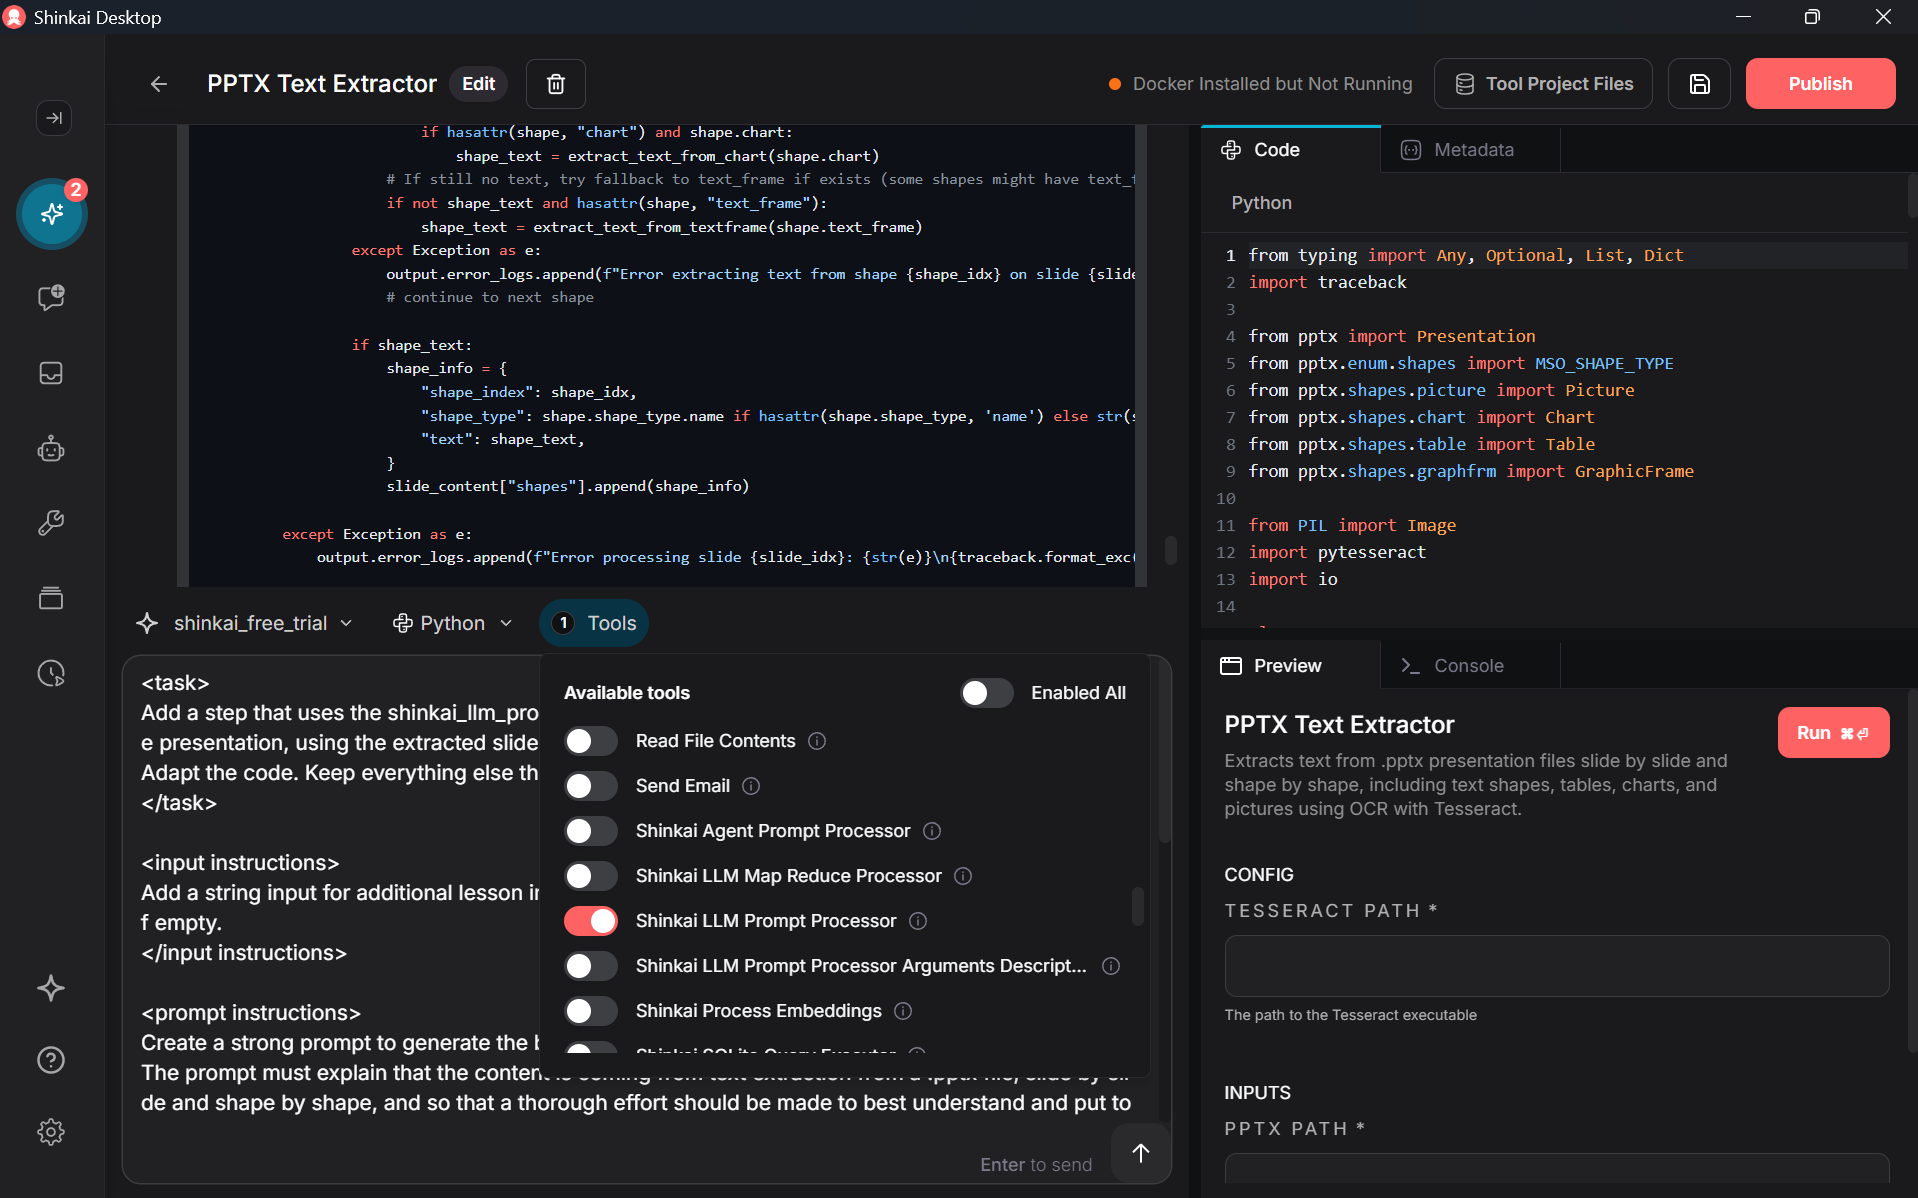 Shinkai Desktop
PPTX Text Extractor
Edit
Docker Installed but Not Running
Tool Project Files
Publish
2
if hasattr(shape, "chart") and shape.chart:
shape_text = extract_text_from_chart(shape.chart)
# If still no text, try fallback to text_frame if exists (some shapes might have
if not shape_text and hasattr(shape, "text_frame"):
shape_text = extract_text_from_textframe(shape.text_frame)
except Exception as e:
output.error_logs.append(f"Error extracting text from shape {shape_idx} on slide {slide
# continue to next shape
if shape_text:
shape_info = {
"shape_index": shape_idx,
"shape_type": shape.shape_type.name if hasattr(shape.shape_type, 'name') else str(
"text": shape_text,
}
slide_content["shapes"].append(shape_info)
except Exception as e:
output.error_logs.append(f"Error processing slide {slide_idx}: {str(e)}\n{traceback.format_exc(
shinkai_free_trial
Python
1 Tools
<task>
Add a step that uses the shinkai_llm_pro
e presentation, using the extracted slide
Adapt the code. Keep everything else th
</task>
<input instructions>
Add a string input for additional lesson
f empty.
</input instructions>
<prompt instructions>
Create a strong prompt to generate the
The prompt must explain that the
de and shape by shape, and so that a thorough effort should be made to best understand and put to
Enter to send
Available tools
Enabled All
Read File Contents
Send Email
Shinkai Agent Prompt Processor
Shinkai LLM Map Reduce Processor
Shinkai LLM Prompt Processor
Shinkai LLM Prompt Processor Arguments Descript...
Shinkai Process Embeddings
Code
Metadata
Python
1 from typing import Any, Optional, List, Dict
2 import traceback
3
4 from pptx import Presentation
5 from pptx.enum.shapes import MSO_SHAPE_TYPE
6 from pptx.shapes.picture import Picture
7 from pptx.shapes.chart import Chart
8 from pptx.shapes.table import Table
9 from pptx.shapes.graphfrm import GraphicFrame
10
11 from PIL import Image
12 import pytesseract
13 import io
14
Preview
Console
PPTX Text Extractor
Run ⌘⏎
Extracts text from .pptx presentation files slide by slide and
shape by shape, including text shapes, tables, charts, and
pictures using OCR with Tesseract.
CONFIG
TESSERACT PATH *
The path to the Tesseract executable
INPUTS
PPTX PATH *